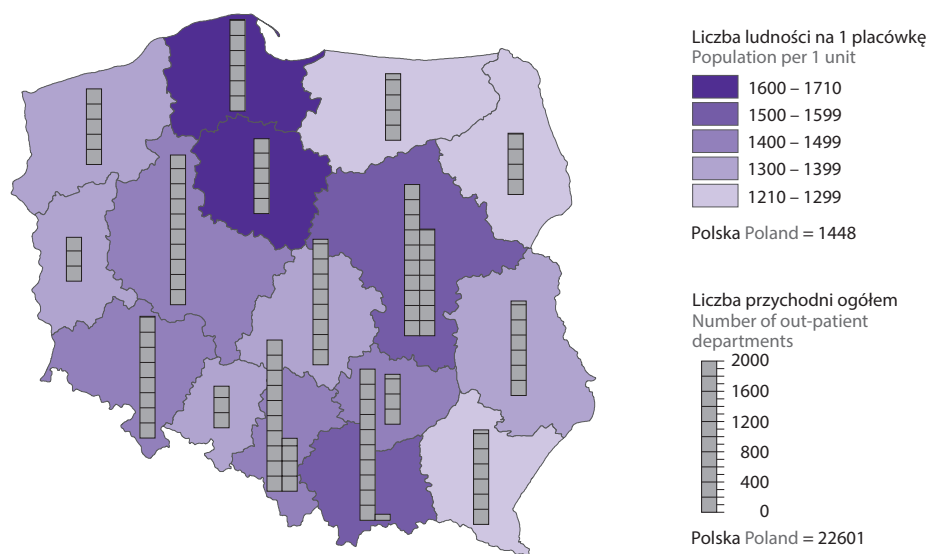 Liczba ludności na 1 placówkę
Population per 1 unit
1600 – 1710
1500 – 1599
1400 – 1499
1300 – 1399
1210 – 1299
Polska Poland = 1448
Liczba przychodni ogółem
Number of out-patient
departments
2000
1600
1200
800
400
0
Polska Poland = 22601